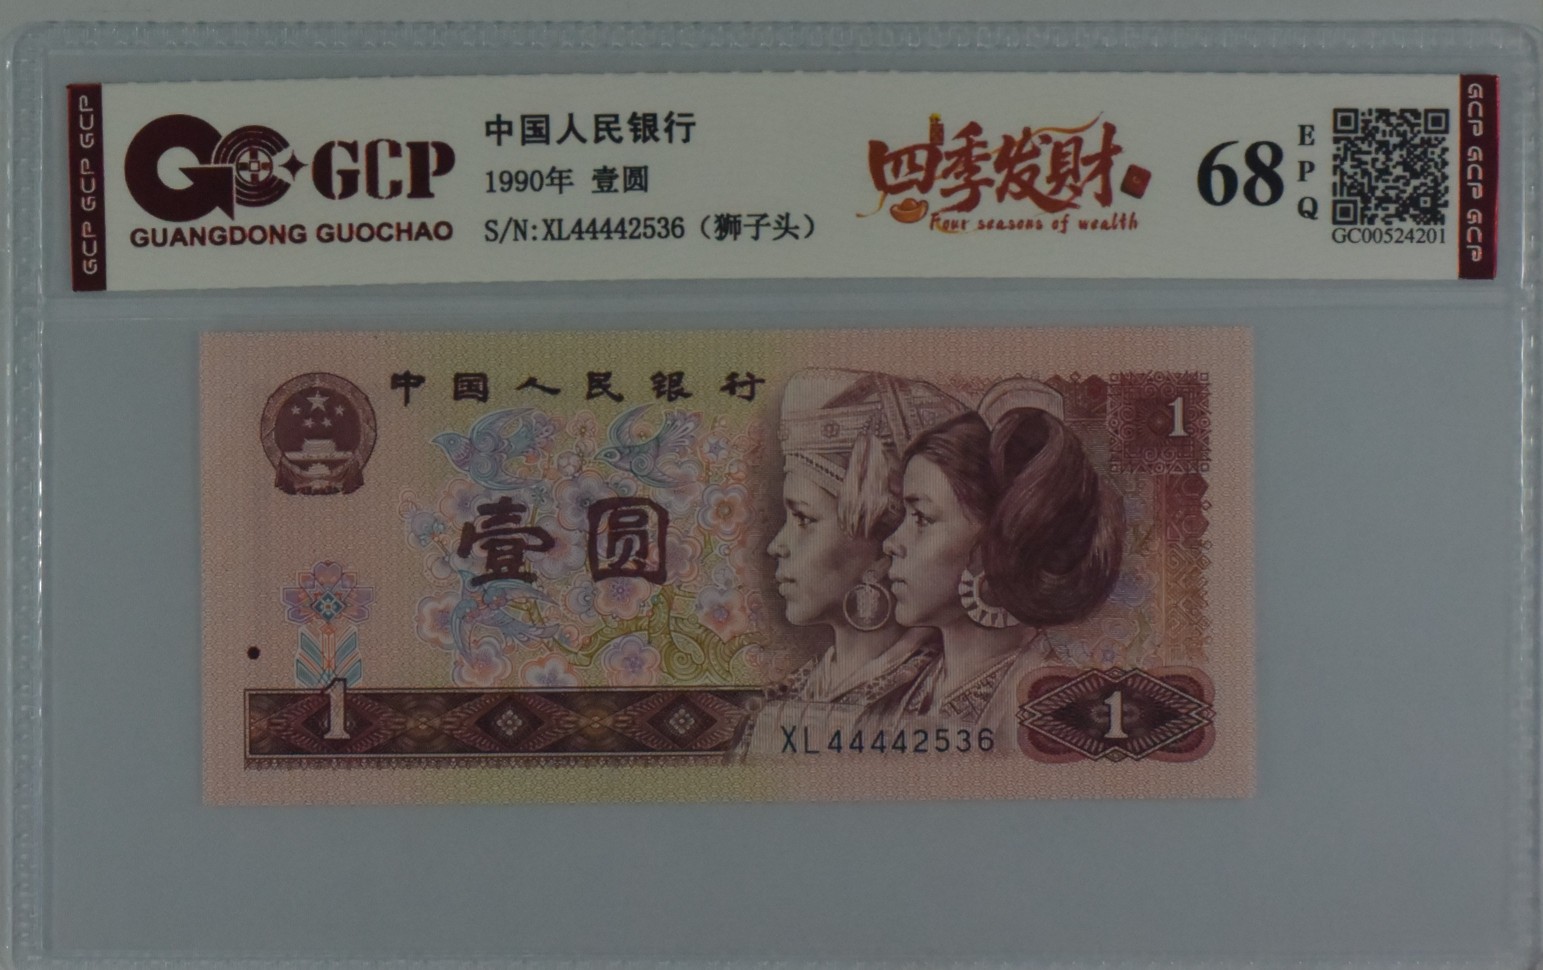 GCP GCP GCP
GCP
GUANGDONG GUOCHAO
中国人民银行
1990年 壹圆
S/N:XL44442536（狮子头）
四季发财
Four seasons of wealth
68
EPQ
GC00524201
GCP GCP GCP
中国人民银行
1
壹圆
1
XL44442536
1